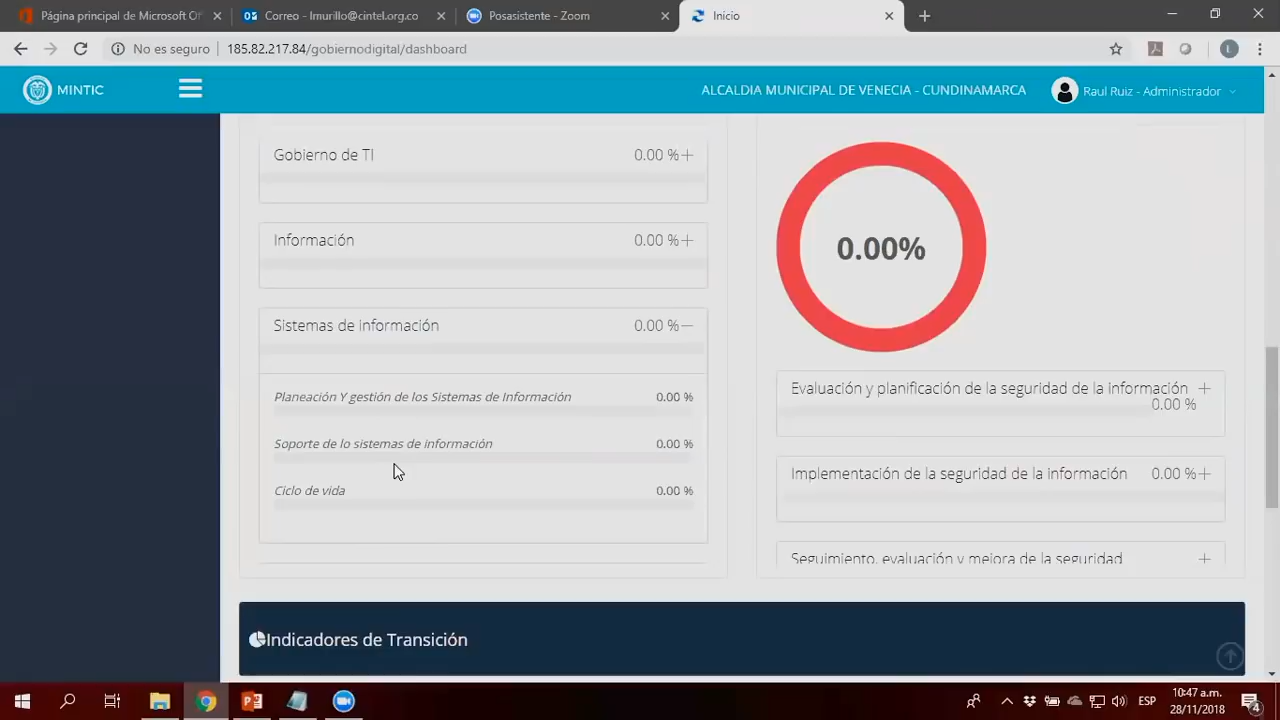 Página principal de Microsoft Of
Correo - lmurillo@cintel.org.co
Posasistente - Zoom
Inicio
No es seguro
185.82.217.84/gobiernodigital/dashboard
L
MINTIC
ALCALDIA MUNICIPAL DE VENECIA - CUNDINAMARCA
Raul Ruiz - Administrador
Gobierno de TI 0.00 %
Información 0.00 %
Sistemas de información 0.00 %
Planeación Y gestión de los Sistemas de Información 0.00 %
Soporte de lo sistemas de información 0.00 %
Ciclo de vida 0.00 %
0.00%
Evaluación y planificación de la seguridad de la información
0.00 %
Implementación de la seguridad de la información 0.00 %
Seguimiento, evaluación y mejora de la seguridad
Indicadores de Transición
ESP
10:47 a.m.
28/11/2018
4